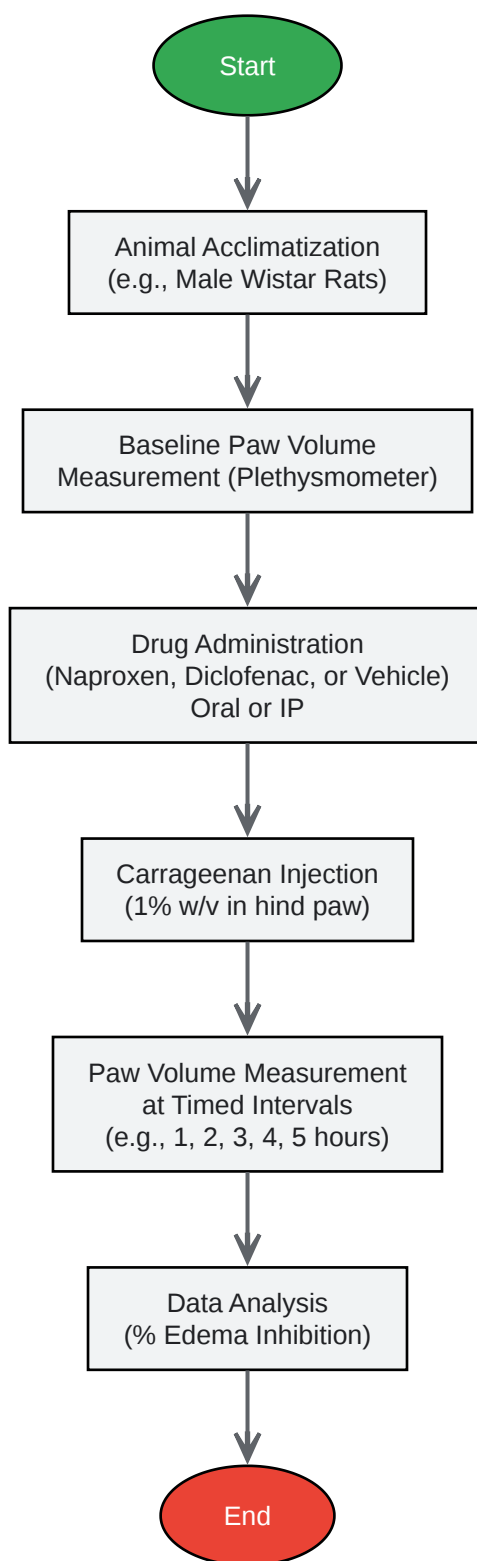 Start
Animal Acclimatization
(e.g., Male Wistar Rats)
Baseline Paw Volume
Measurement (Plethysmometer)
Drug Administration
(Naproxen, Diclofenac, or Vehicle)
Oral or IP
Carrageenan Injection
(1% w/v in hind paw)
Paw Volume Measurement
at Timed Intervals
(e.g., 1, 2, 3, 4, 5 hours)
Data Analysis
(% Edema Inhibition)
End